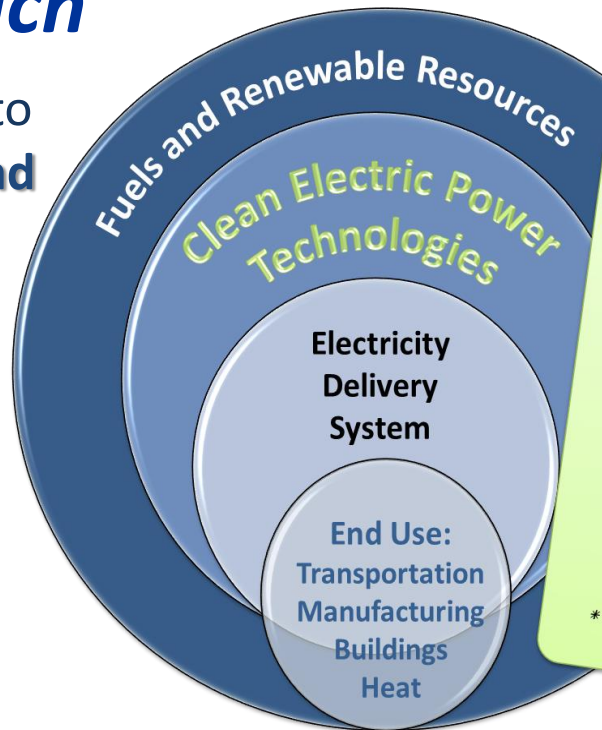 uch
to
nd
Fuels and Renewable Resources
Clean Electric Power
Technologies
Electricity
Delivery
System
End Use:
Transportation
Manufacturing
Buildings
Heat
*